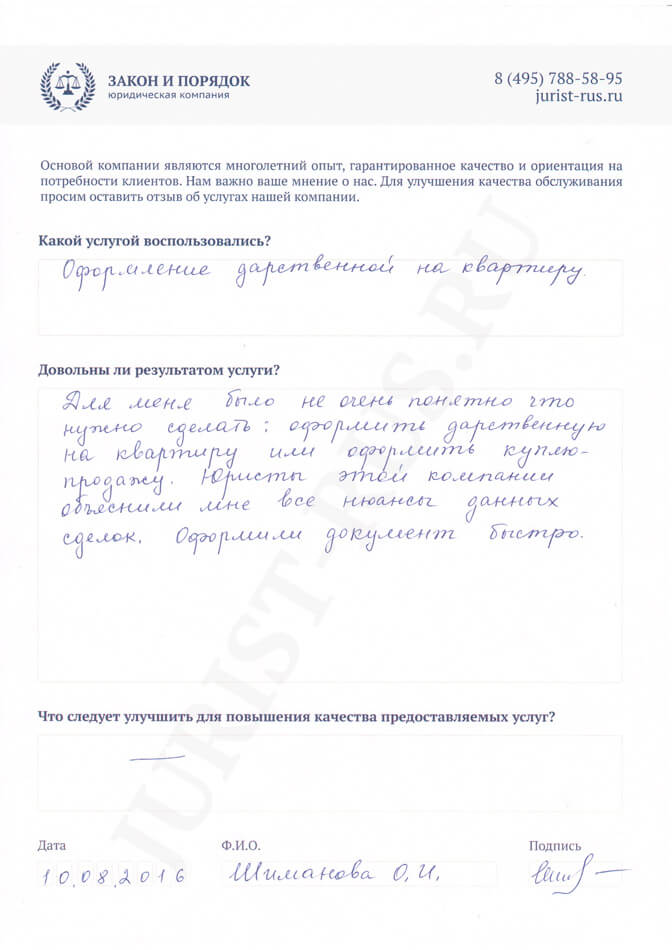 ЗАКОН И ПОРЯДОК
юридическая компания
8 (495) 788-58-95
jurist-rus.ru
Основой компании являются многолетний опыт, гарантированное качество и ориентация на
потребности клиентов. Нам важно ваше мнение о нас. Для улучшения качества обслуживания
просим оставить отзыв об услугах нашей компании.
Какой услугой воспользовались?
Оформление дарственной на квартиру.
Довольны ли результатом услуги?
Для меня было не очень понятно что
нужно сделать: оформить дарственную
на квартиру или оформить куплю-
продажу. Юристы этой компании
объяснили мне все нюансы данных
сделок. Оформили документ быстро.
Что следует улучшить для повышения качества предоставляемых услуг?
—
Дата
Ф.И.О.
Подпись
10.08.2016
Шиманова О.И.
JURIST-RUS.RU